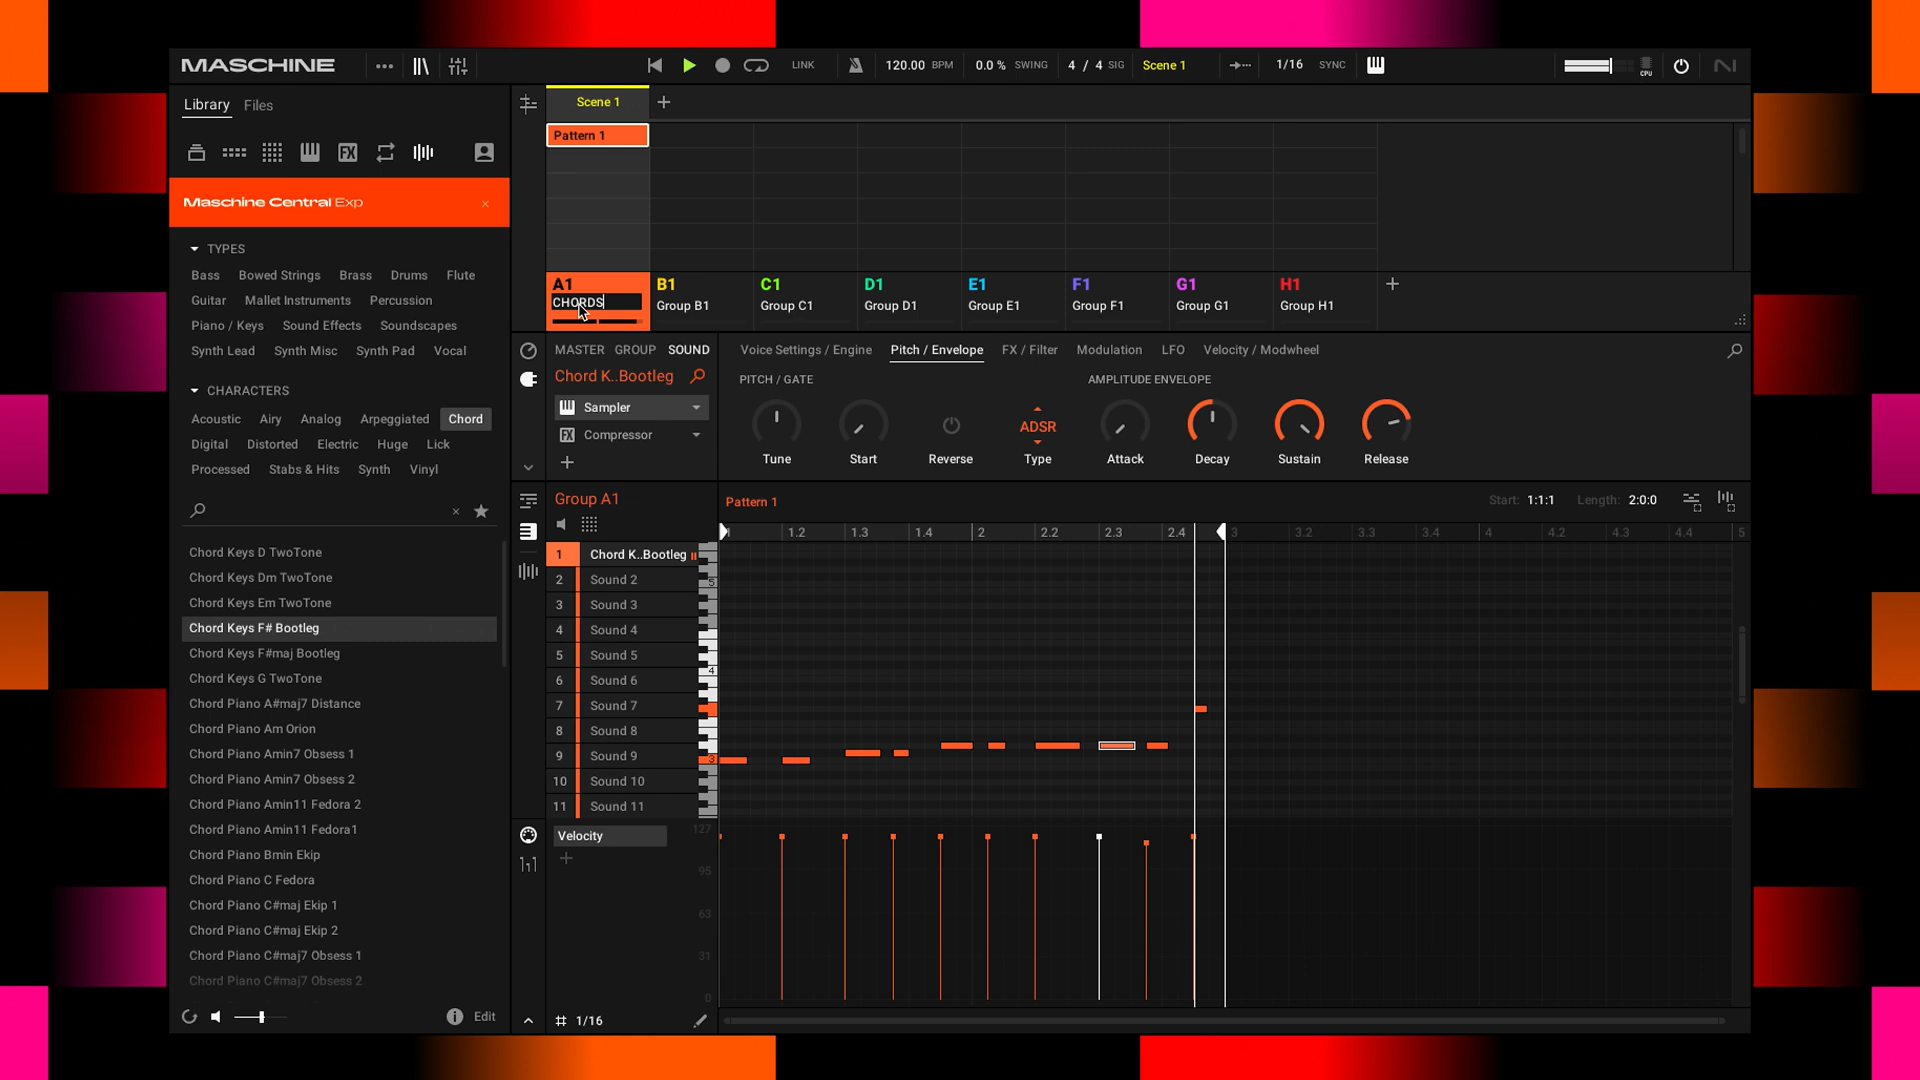 MASCHINE
LINK 120.00 BPM 0.0 % SWING 4 / 4 SIG Scene 1 1/16 SYNC CPU
Library Files
Scene 1 +
Pattern 1
FX
Maschine Central Exp ×
TYPES
Bass Bowed Strings Brass Drums Flute
Guitar Mallet Instruments Percussion
Piano / Keys Sound Effects Soundscapes
Synth Lead Synth Misc Synth Pad Vocal
CHARACTERS
Acoustic Airy Analog Arpeggiated Chord
Digital Distorted Electric Huge Lick
Processed Stabs & Hits Synth Vinyl
Chord Keys D TwoTone
Chord Keys Dm TwoTone
Chord Keys Em TwoTone
Chord Keys F# Bootleg
Chord Keys F#maj Bootleg
Chord Keys G TwoTone
Chord Piano A#maj7 Distance
Chord Piano Am Orion
Chord Piano Amin7 Obsess 1
Chord Piano Amin7 Obsess 2
Chord Piano Amin11 Fedora 2
Chord Piano Amin11 Fedora1
Chord Piano Bmin Ekip
Chord Piano C Fedora
Chord Piano C#maj Ekip 1
Chord Piano C#maj Ekip 2
Chord Piano C#maj7 Obsess 1
Chord Piano C#maj7 Obsess 2
Edit
A1 B1 C1 D1 E1 F1 G1 H1 +
CHORDS Group B1 Group C1 Group D1 Group E1 Group F1 Group G1 Group H1
MASTER GROUP SOUND
Chord K..Bootleg
Sampler
FX Compressor
+
Voice Settings / Engine Pitch / Envelope FX / Filter Modulation LFO Velocity / Modwheel
PITCH / GATE AMPLITUDE ENVELOPE
ADSR
Tune Start Reverse Type Attack Decay Sustain Release
Group A1
Pattern 1 Start: 1:1:1 Length: 2:0:0
1.2 1.3 1.4 2 2.2 2.3 2.4 3 3.2 3.3 3.4 4 4.2 4.3 4.4 5
1 Chord K..Bootleg
2 Sound 2
3 Sound 3
4 Sound 4
5 Sound 5
6 Sound 6
7 Sound 7
8 Sound 8
9 Sound 9
10 Sound 10
11 Sound 11
5
4
3
Velocity
+
127
95
63
31
0
1/16